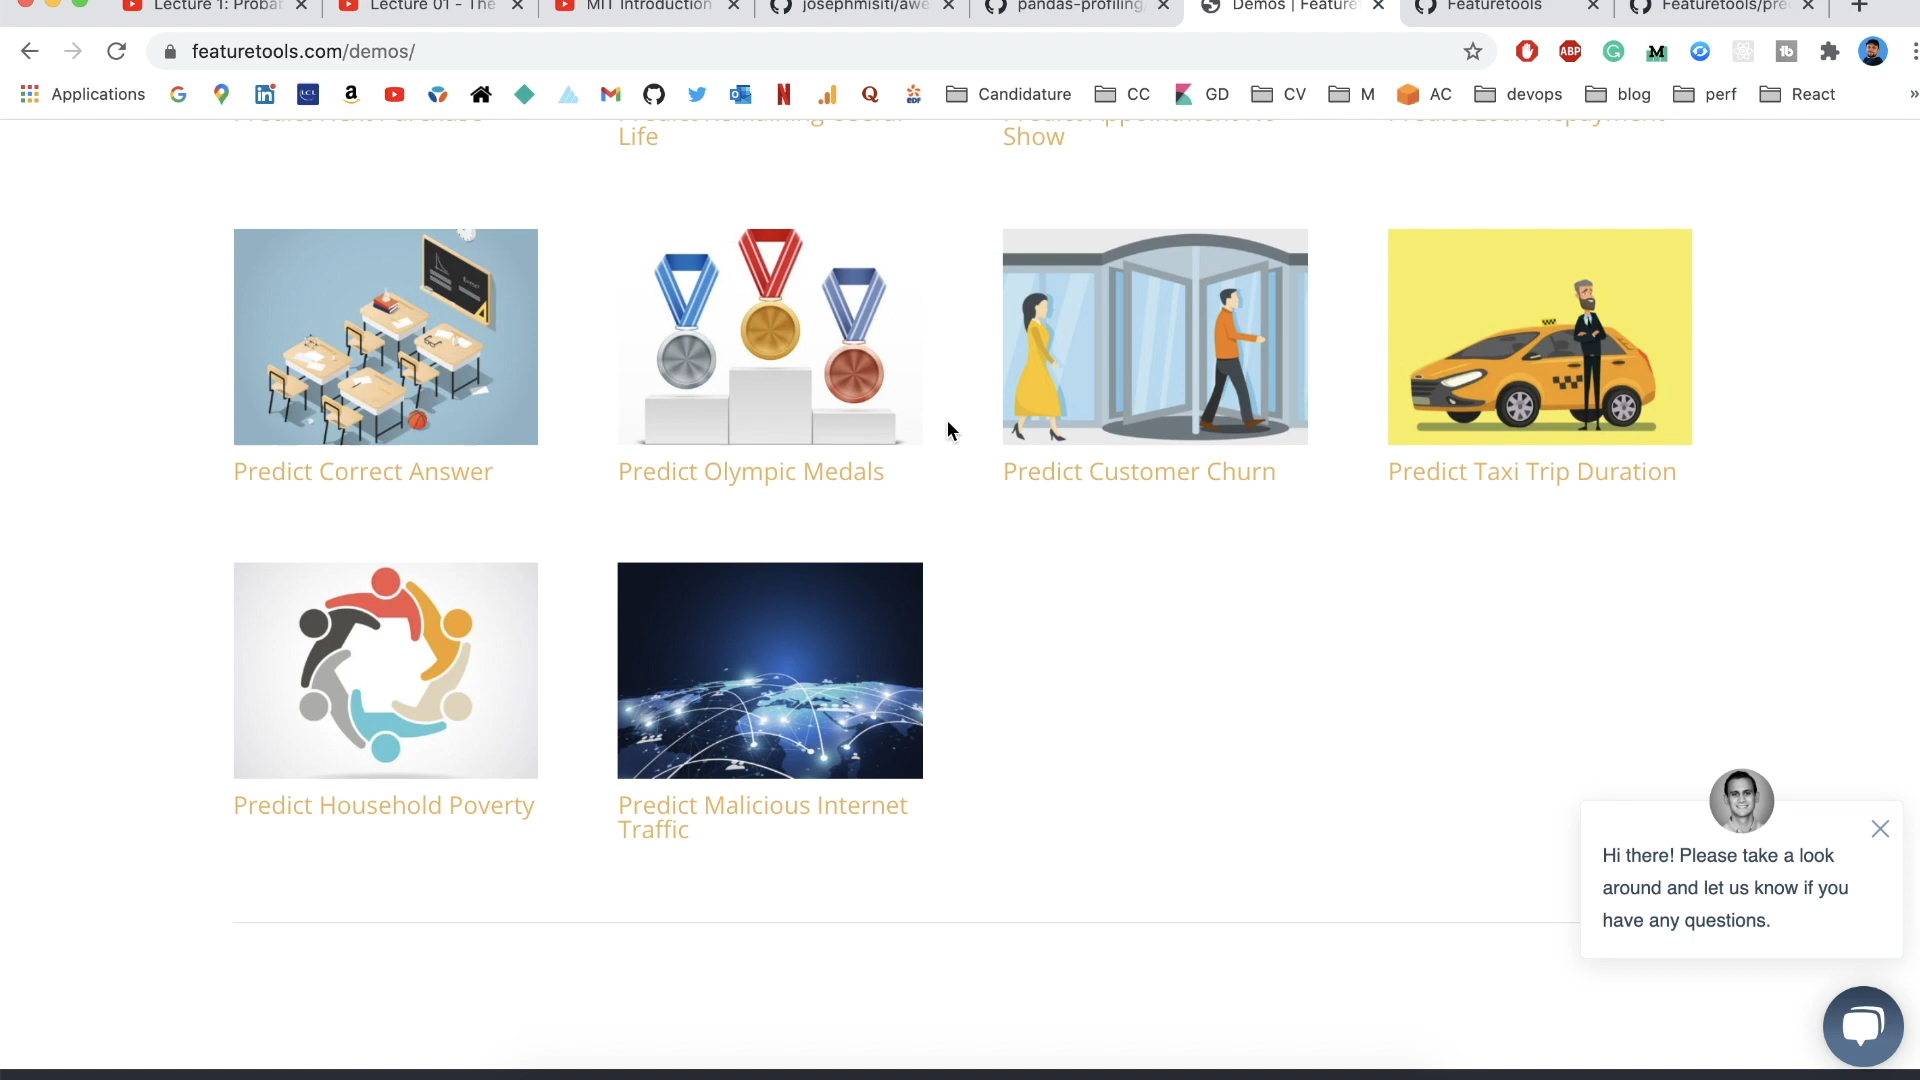 Lecture 1: Probab
Lecture 01 - The
MIT Introduction
josephmisiti/awe
pandas-profiling
Demos | Feature
Featuretools
Featuretools/pre
featuretools.com/demos/
ABP
M
Applications
CC
LCL
Candidature
GD
CV
M
AC
devops
blog
perf
React
»
Life
Show
Predict Correct Answer
Predict Olympic Medals
Predict Customer Churn
Predict Taxi Trip Duration
Predict Household Poverty
Predict Malicious Internet
Traffic
Hi there! Please take a look
around and let us know if you
have any questions.